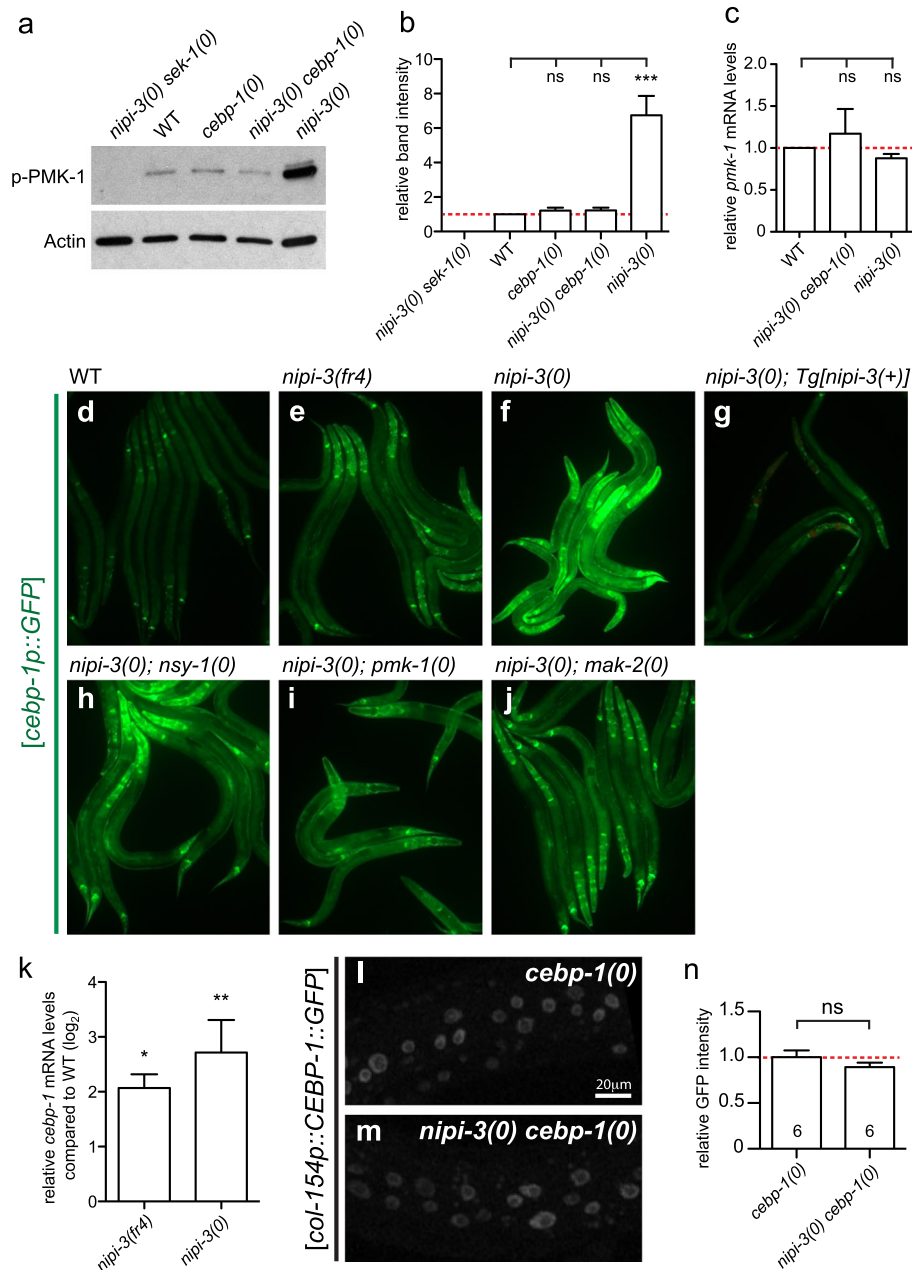 a
nipi-3(0) sek-1(0)
WT
cebp-1(0)
nipi-3(0) cebp-1(0)
nipi-3(0)
p-PMK-1
Actin
b
relative band intensity
10
8
6
4
2
0
ns
ns
***
nipi-3(0) sek-1(0)
WT
cebp-1(0)
nipi-3(0) cebp-1(0)
nipi-3(0)
c
relative pmk-1 mRNA levels
2.0
1.5
1.0
0.5
0.0
ns
ns
WT
nipi-3(0) cebp-1(0)
nipi-3(0)
[cebp-1p::GFP]
WT
d
nipi-3(fr4)
e
nipi-3(0)
f
nipi-3(0); Tg[nipi-3(+)]
g
nipi-3(0); nsy-1(0)
h
nipi-3(0); pmk-1(0)
i
nipi-3(0); mak-2(0)
j
k
relative cebp-1 mRNA levels
compared to WT (log2)
4
3
2
1
0
*
**
nipi-3(fr4)
nipi-3(0)
[col-154p::CEBP-1::GFP]
l
cebp-1(0)
20μm
m
nipi-3(0) cebp-1(0)
n
relative GFP intensity
1.5
1.0
0.5
0
ns
6
6
cebp-1(0)
nipi-3(0) cebp-1(0)